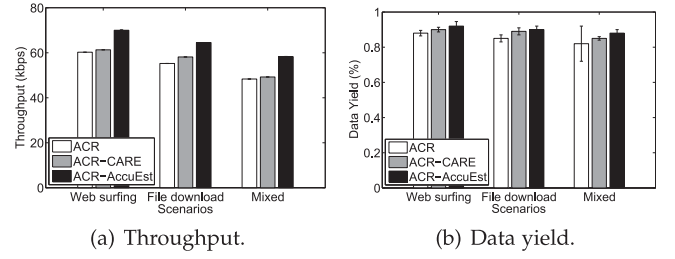 80
60
40
20
0
Throughput (kbps)
ACR
ACR−CARE
ACR−AccuEst
Web surfing File download Mixed
Scenarios
(a) Throughput.
1
0.8
0.6
0.4
0.2
0
Data Yield (%)
ACR
ACR−CARE
ACR−AccuEst
Web surfing File download Mixed
Scenarios
(b) Data yield.